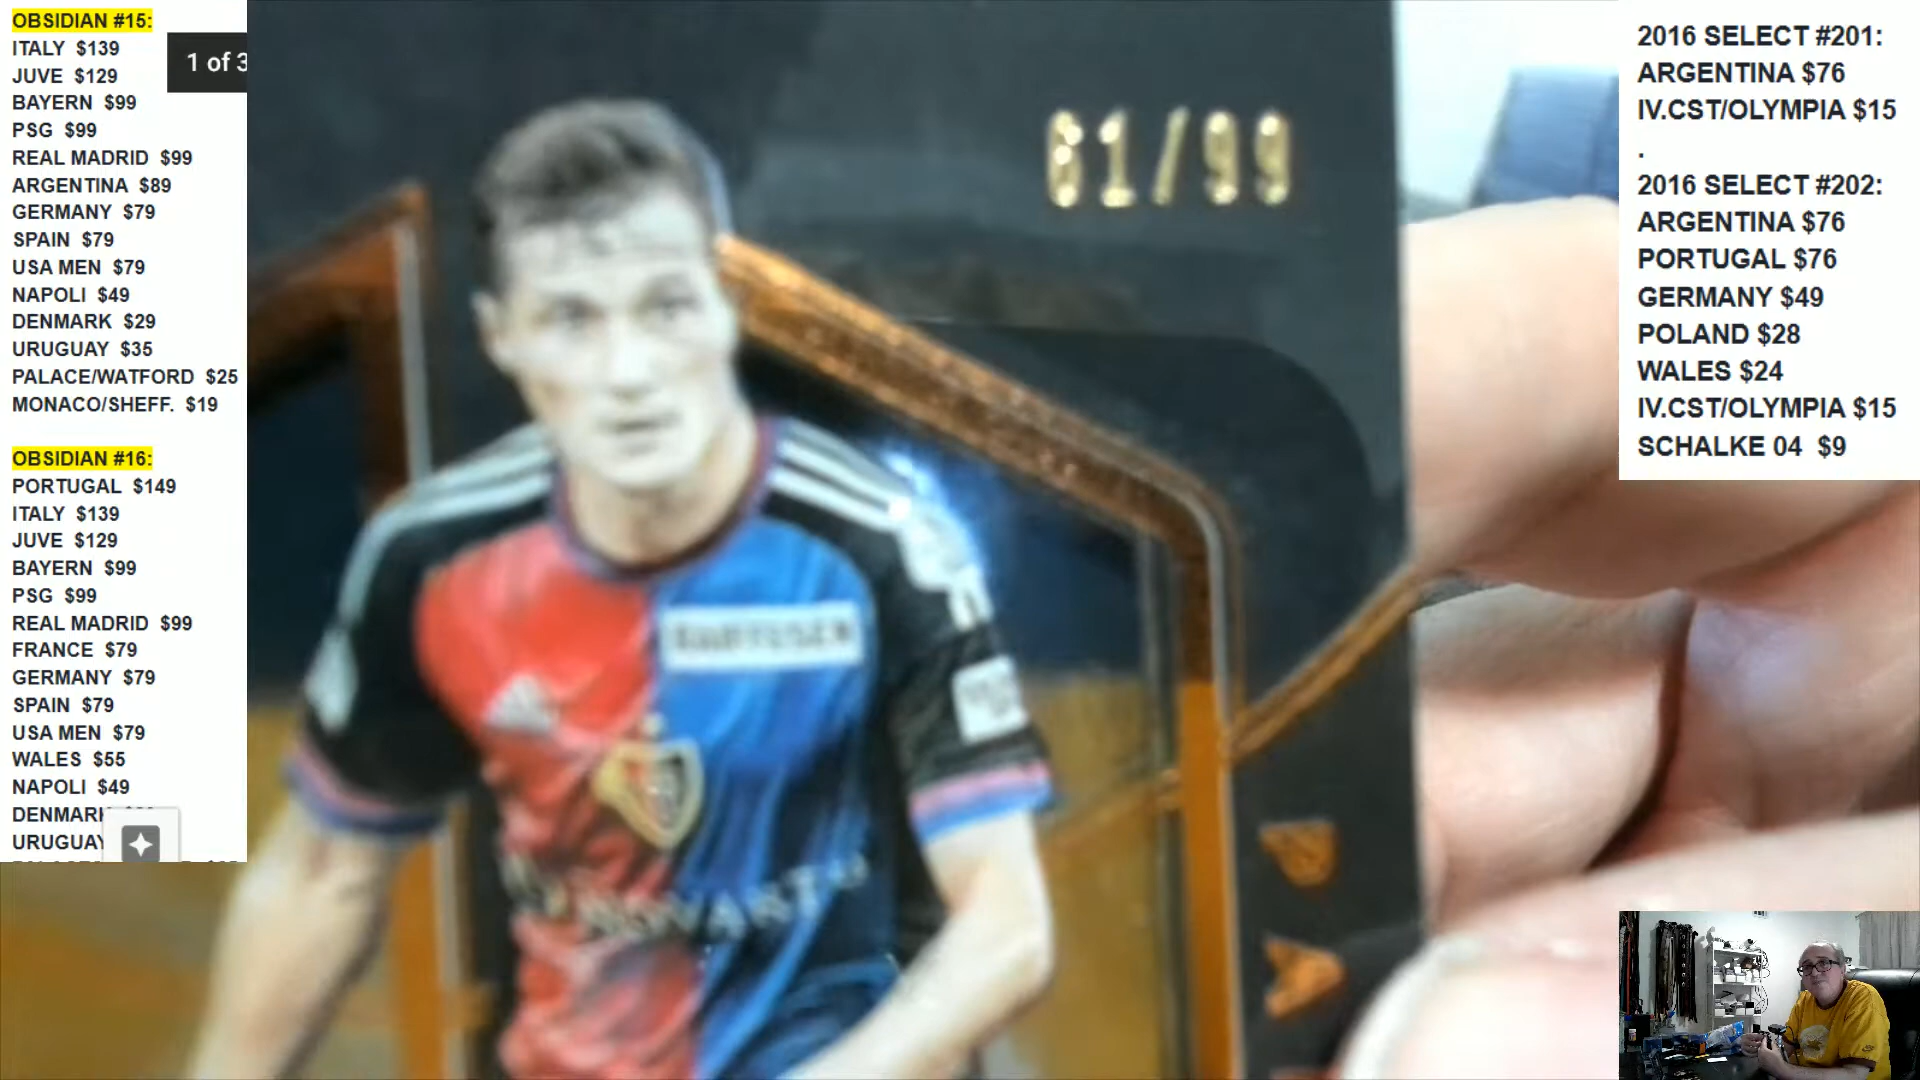 OBSIDIAN #15:
ITALY $139
JUVE $129
BAYERN $99
PSG $99
REAL MADRID $99
ARGENTINA $89
GERMANY $79
SPAIN $79
USA MEN $79
NAPOLI $49
DENMARK $29
URUGUAY $35
PALACE/WATFORD $25
MONACO/SHEFF. $19
OBSIDIAN #16:
PORTUGAL $149
ITALY $139
JUVE $129
BAYERN $99
PSG $99
REAL MADRID $99
FRANCE $79
GERMANY $79
SPAIN $79
USA MEN $79
WALES $55
NAPOLI $49
DENMARK
URUGUAY
1 of 3
61/99
NOVARTIS
2016 SELECT #201:
ARGENTINA $76
IV.CST/OLYMPIA $15
.
2016 SELECT #202:
ARGENTINA $76
PORTUGAL $76
GERMANY $49
POLAND $28
WALES $24
IV.CST/OLYMPIA $15
SCHALKE 04 $9